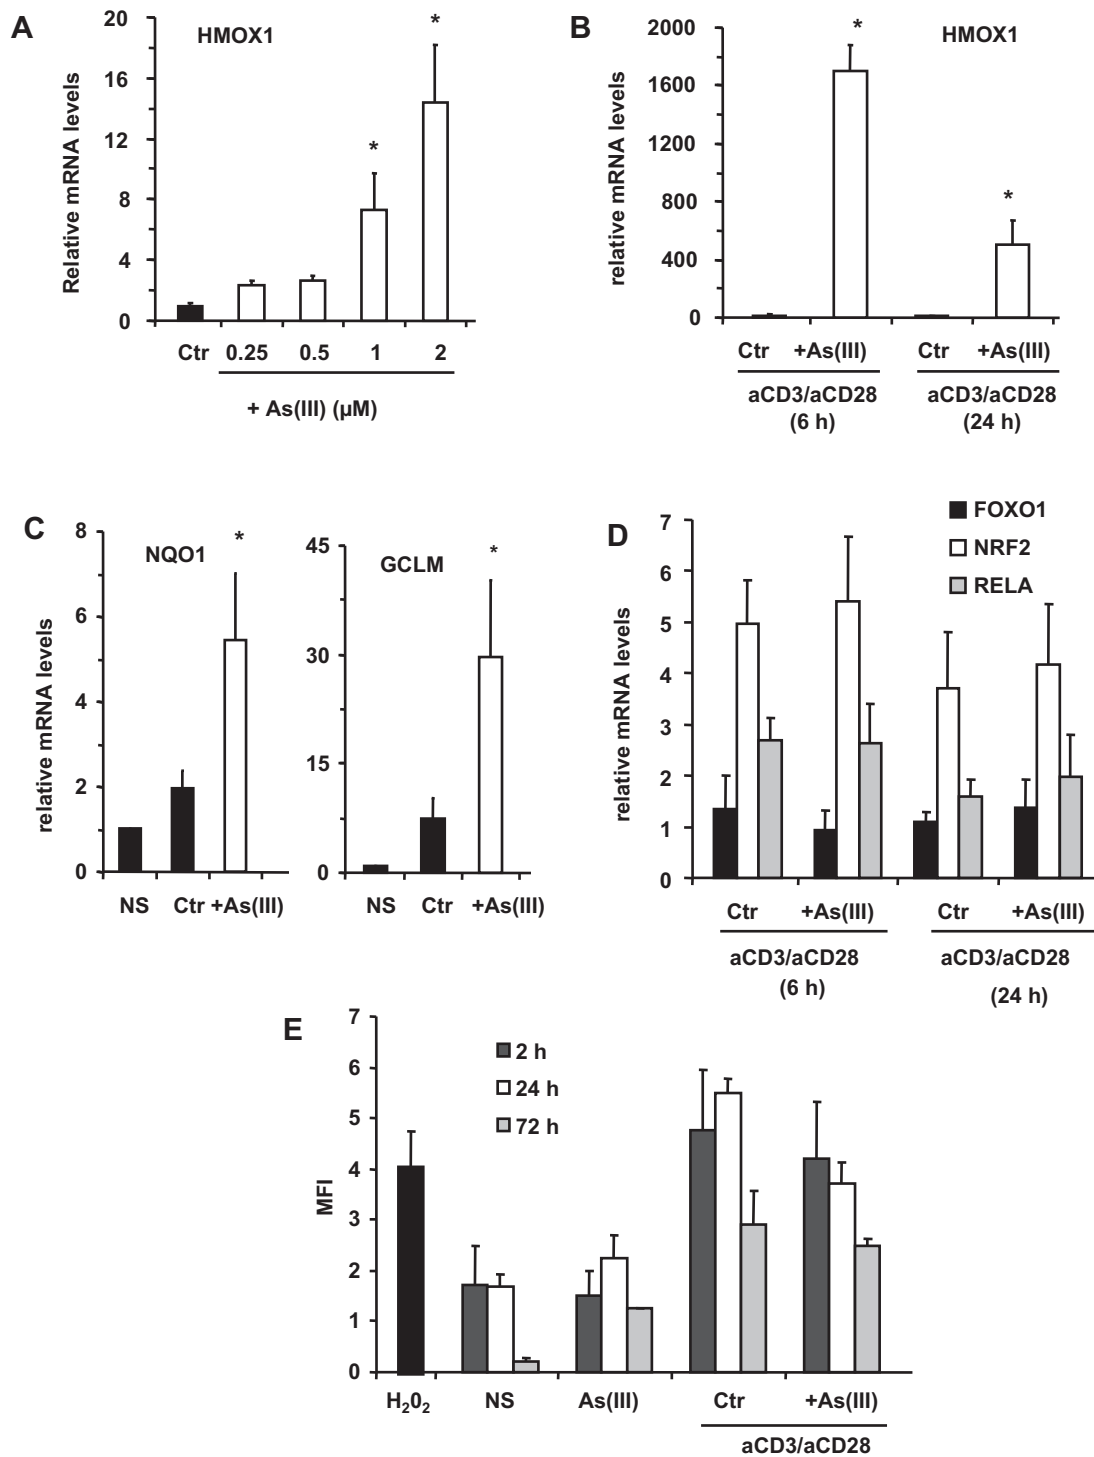 A
HMOX1
Relative mRNA levels
20
16
12
8
4
0
*
*
Ctr 0.25 0.5 1 2
+ As(III) (µM)
B
HMOX1
relative mRNA levels
2000
1600
1200
800
400
0
*
*
Ctr +As(III) Ctr +As(III)
aCD3/aCD28 aCD3/aCD28
(6 h) (24 h)
C
NQO1
relative mRNA levels
8
6
4
2
0
*
NS Ctr +As(III)
GCLM
45
30
15
0
*
NS Ctr +As(III)
D
FOXO1
NRF2
RELA
relative mRNA levels
7
6
5
4
3
2
1
0
Ctr +As(III) Ctr +As(III)
aCD3/aCD28 aCD3/aCD28
(6 h) (24 h)
E
2 h
24 h
72 h
MFI
7
6
5
4
3
2
1
0
H₂0₂ NS As(III) Ctr +As(III)
aCD3/aCD28